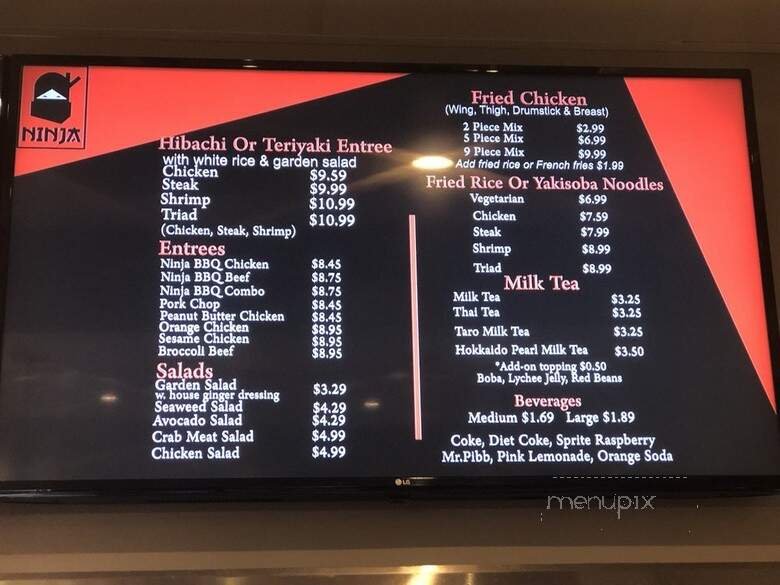 NINJA
Hibachi Or Teriyaki Entree
with white rice & garden salad
Chicken $9.59
Steak $9.99
Shrimp $10.99
Triad $10.99
(Chicken, Steak, Shrimp)
Entrees
Ninja BBQ Chicken $8.45
Ninja BBQ Beef $8.75
Ninja BBQ Combo $8.75
Pork Chop $8.45
Peanut Butter Chicken $8.45
Orange Chicken $8.95
Sesame Chicken $8.95
Broccoli Beef $8.95
Salads
Garden Salad
w. house ginger dressing $3.29
Seaweed Salad $4.29
Avocado Salad $4.29
Crab Meat Salad $4.99
Chicken Salad $4.99
Fried Chicken
(Wing, Thigh, Drumstick & Breast)
2 Piece Mix $2.99
5 Piece Mix $6.99
9 Piece Mix $9.99
Add fried rice or French fries $1.99
Fried Rice Or Yakisoba Noodles
Vegetarian $6.99
Chicken $7.59
Steak $7.99
Shrimp $8.99
Triad $8.99
Milk Tea
Milk Tea $3.25
Thai Tea $3.25
Taro Milk Tea $3.25
Hokkaido Pearl Milk Tea $3.50
*Add-on topping $0.50
Boba, Lychee Jelly, Red Beans
Beverages
Medium $1.69 Large $1.89
Coke, Diet Coke, Sprite Raspberry
Mr.Pibb, Pink Lemonade, Orange Soda
LG
menupix